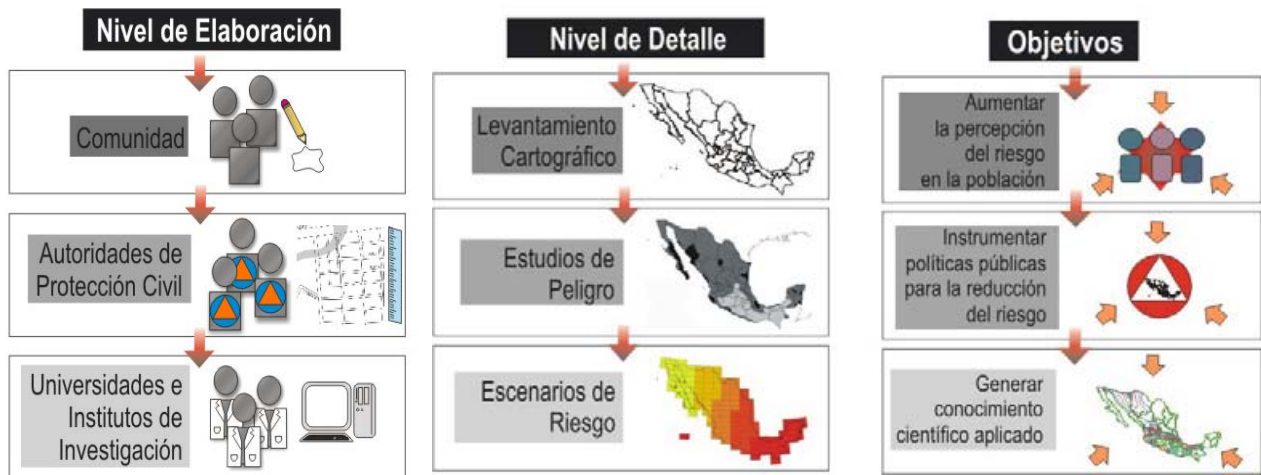 Nivel de Elaboración
Comunidad
Autoridades de
Protección Civil
Universidades e
Institutos de
Investigación
Nivel de Detalle
Levantamiento
Cartográfico
Estudios de
Peligro
Escenarios de
Riesgo
Objetivos
Aumentar
la percepción
del riesgo
en la población
Instrumentar
políticas públicas
para la reducción
del riesgo
Generar
conocimiento
científico aplicado